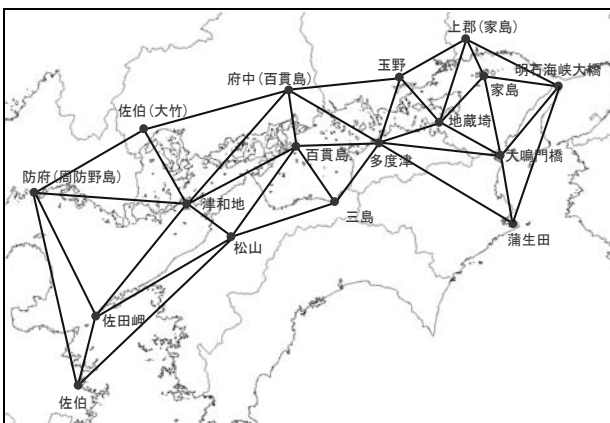 上郡(家島)
玉野
明石海峡大橋
府中(百貫島)
家島
佐伯(大竹)
地蔵埼
百貫島
多度津
大鳴門橋
防府(周防野島)
津和地
三島
松山
蒲生田
佐田岬
佐伯